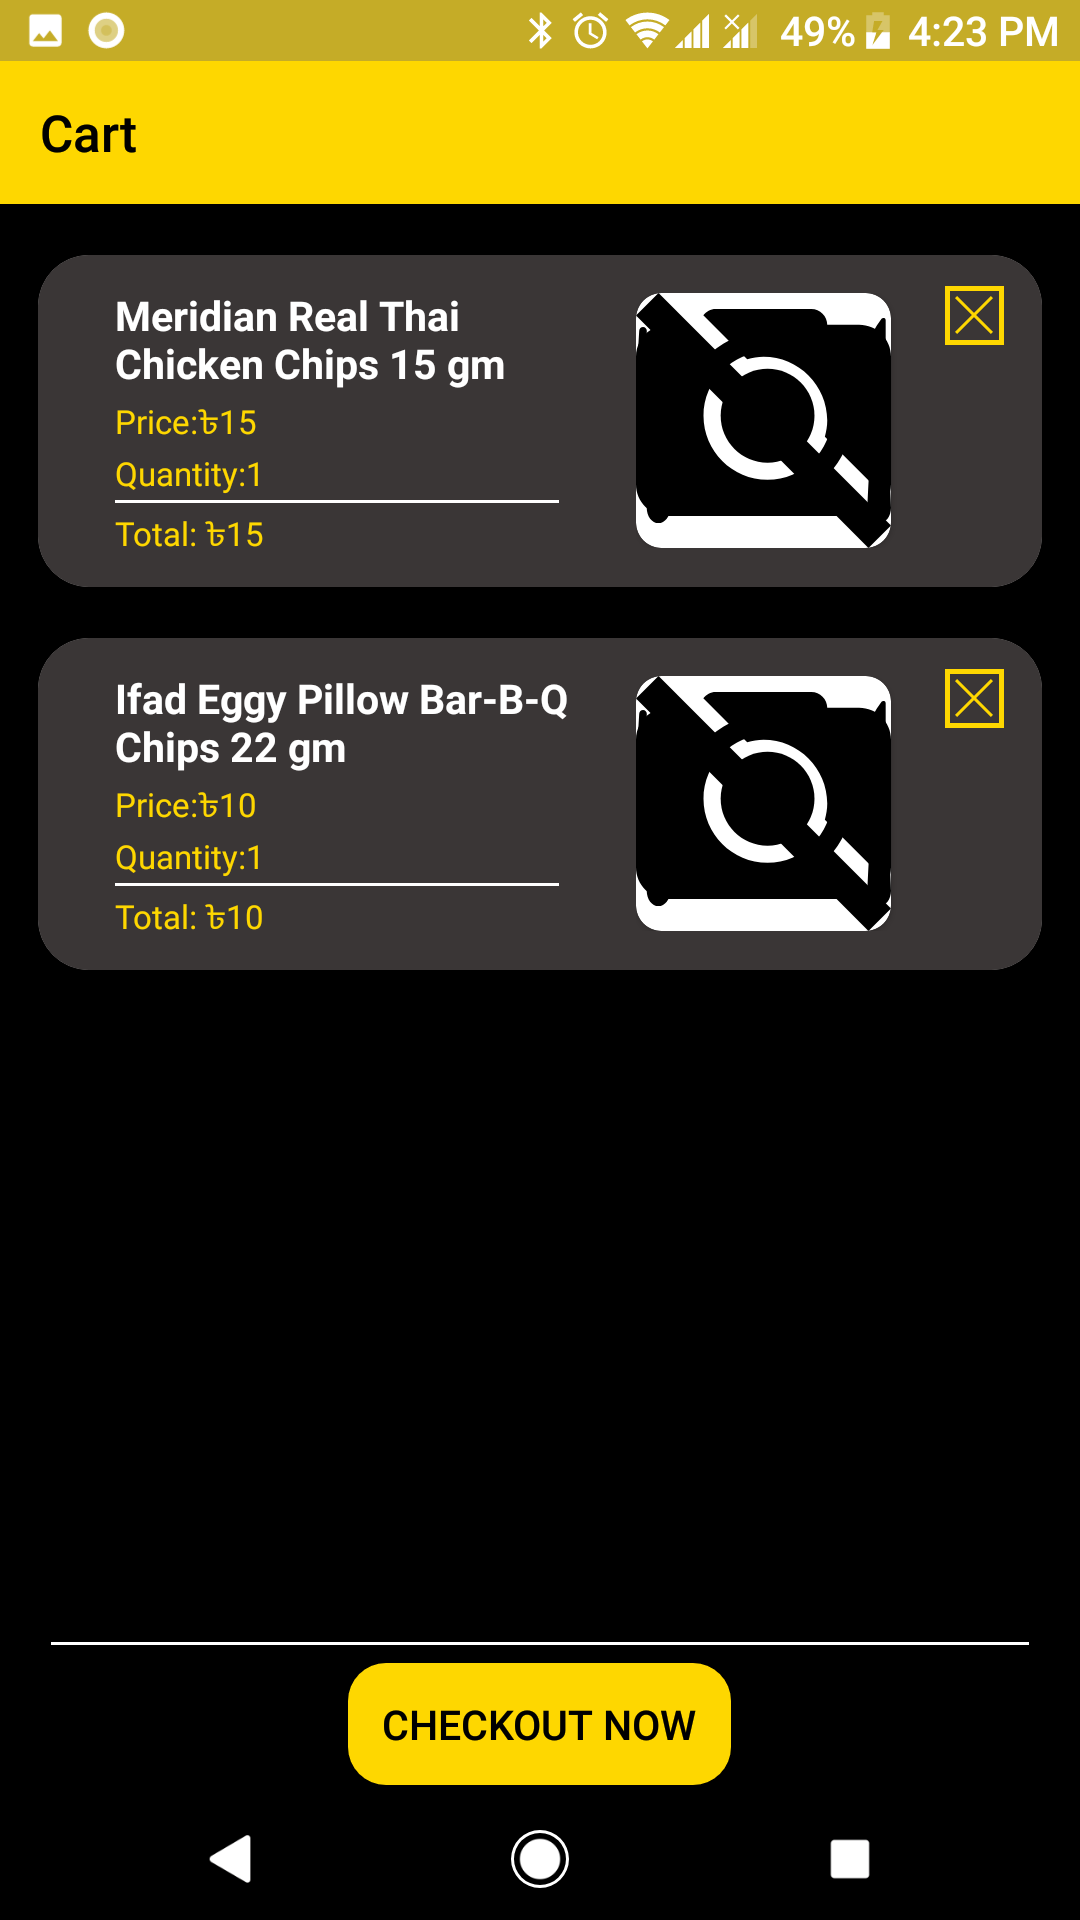 49% 4:23 PM
Cart
Meridian Real Thai
Chicken Chips 15 gm
Price:৳15
Quantity:1
Total: ৳15
Ifad Eggy Pillow Bar-B-Q
Chips 22 gm
Price:৳10
Quantity:1
Total: ৳10
CHECKOUT NOW